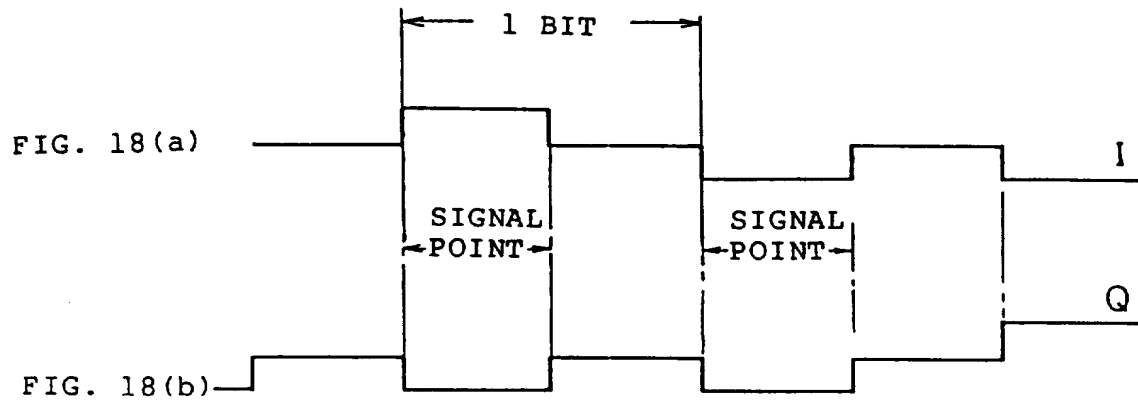 1 BIT
FIG. 18(a)
I
SIGNAL
POINT
SIGNAL
POINT
Q
FIG. 18(b)